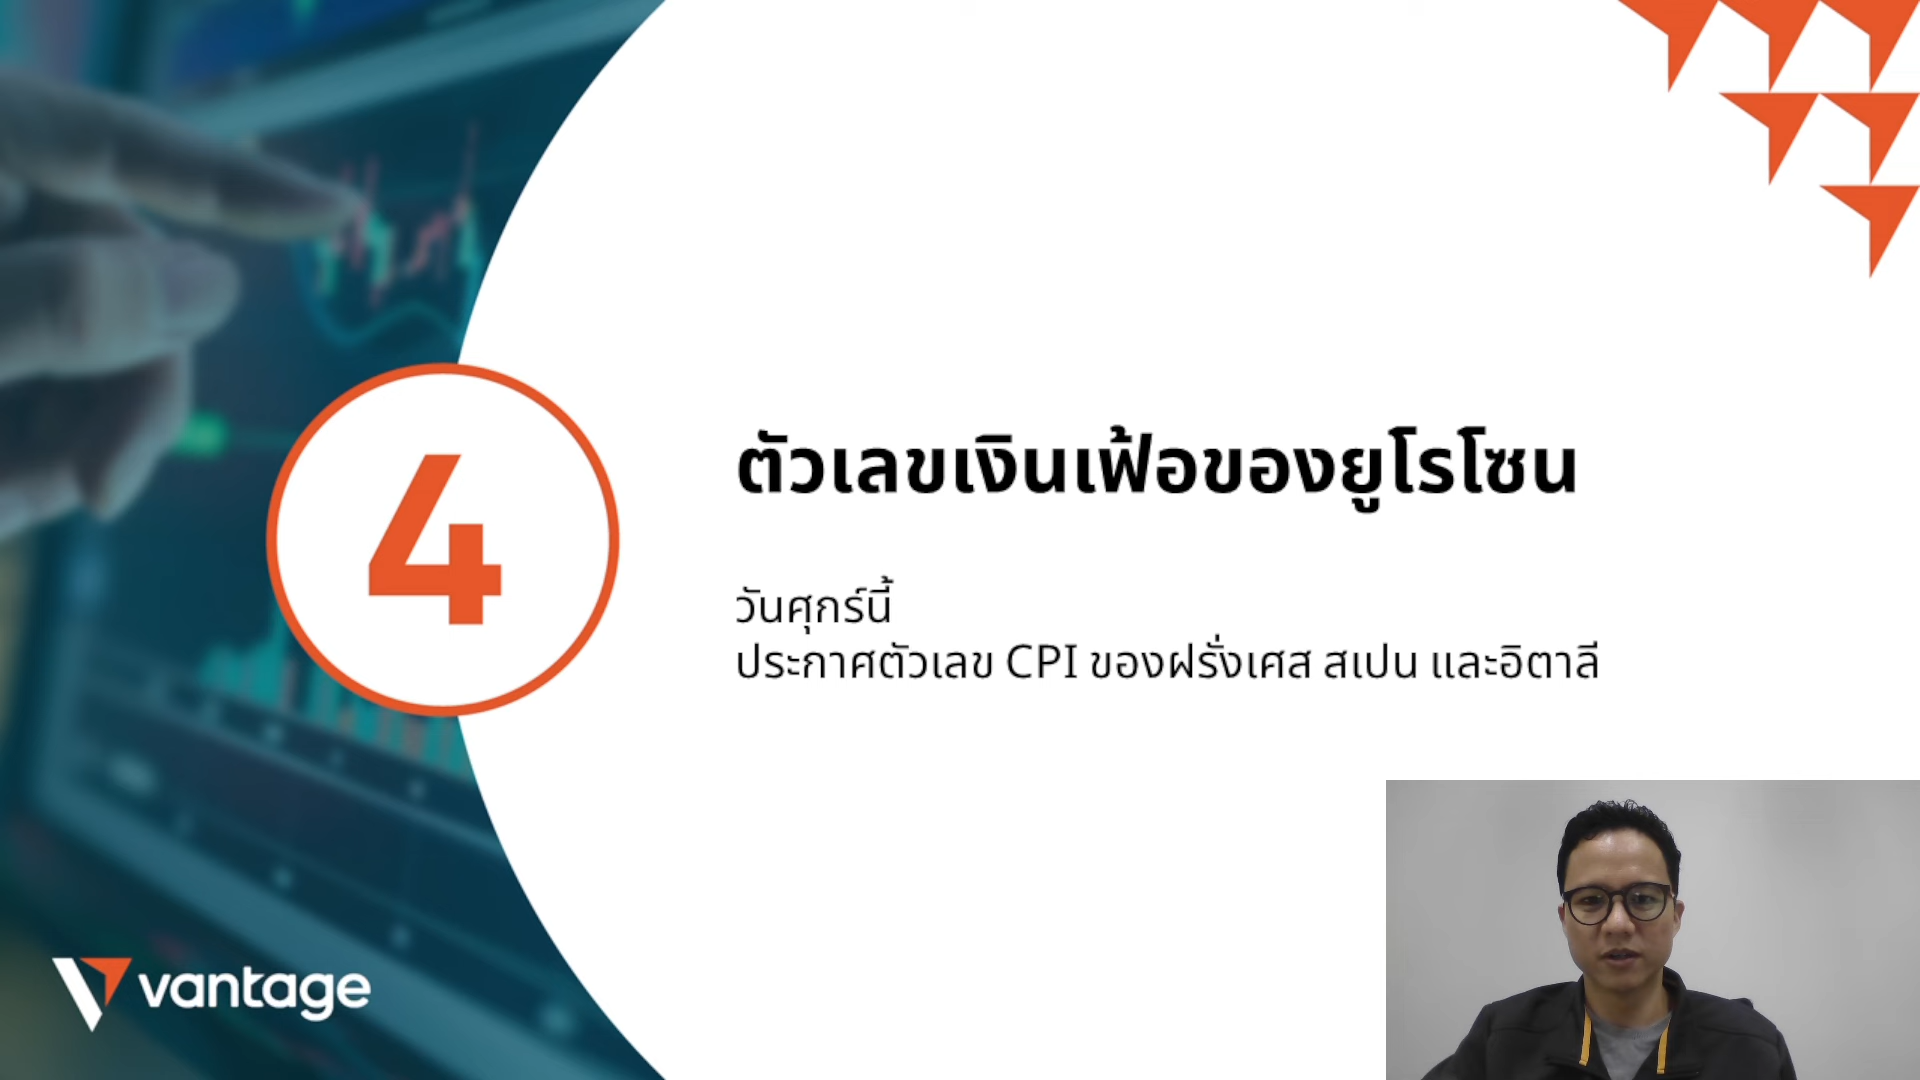 4
ตัวเลขเงินเฟ้อของยูโรโซน
วันศุกร์นี้
ประกาศตัวเลข CPI ของฝรั่งเศส สเปน และอิตาลี
vantage